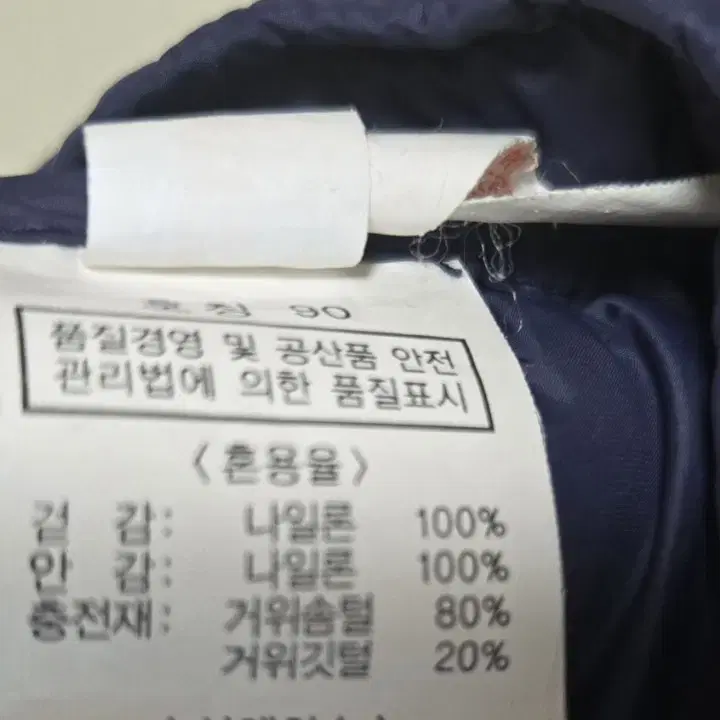 호칭 90
품질경영 및 공산품 안전
관리법에 의한 품질표시
< 혼용율 >
겉 감: 나일론 100%
안 감: 나일론 100%
충전재: 거위솜털 80%
거위깃털 20%